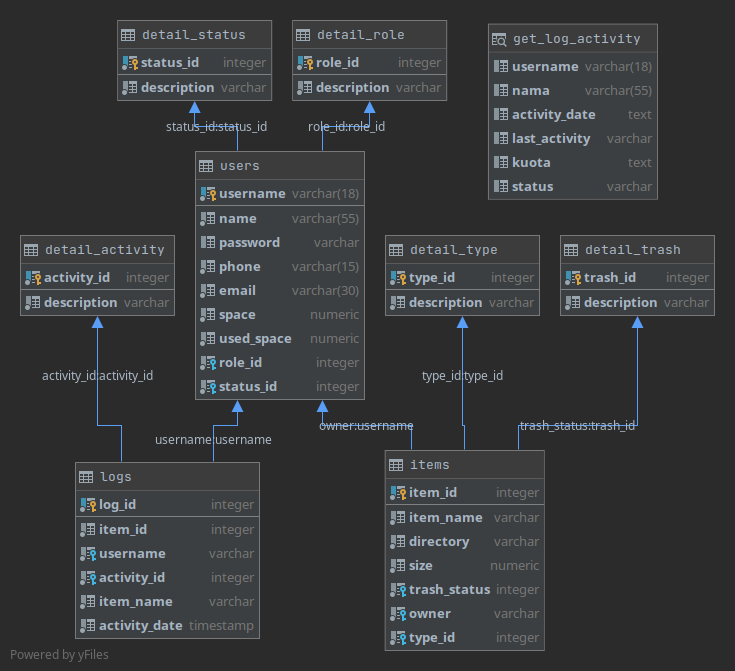 detail_status
status_id integer
description varchar
detail_role
role_id integer
description varchar
get_log_activity
username varchar(18)
nama varchar(55)
activity_date text
last_activity varchar
kuota text
status varchar
status_id:status_id
role_id:role_id
users
username varchar(18)
name varchar(55)
password varchar
phone varchar(15)
email varchar(30)
space numeric
used_space numeric
role_id integer
status_id integer
detail_activity
activity_id integer
description varchar
detail_type
type_id integer
description varchar
detail_trash
trash_id integer
description varchar
activity_id:activity_id
type_id:type_id
username:username
owner:username
trash_status:trash_id
logs
log_id integer
item_id integer
username varchar
activity_id integer
item_name varchar
activity_date timestamp
items
item_id integer
item_name varchar
directory varchar
size numeric
trash_status integer
owner varchar
type_id integer
Powered by yFiles